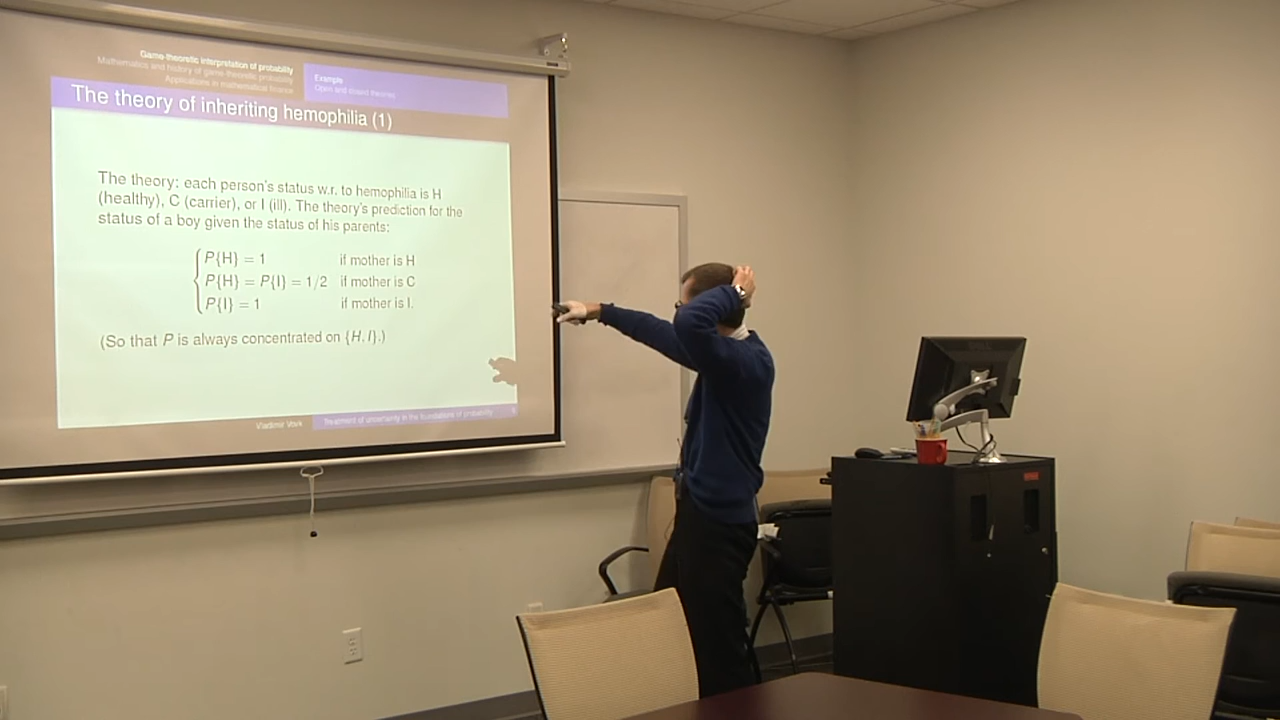 Game-theoretic interpretation of probability
Mathematics and history of game-theoretic probability
Applications in mathematical finance
Example
Open and closed theories
The theory of inheriting hemophilia (1)
The theory: each person's status w.r. to hemophilia is H
(healthy), C (carrier), or I (ill). The theory's prediction for the
status of a boy given the status of his parents:
P{H} = 1 if mother is H
P{H} = P{I} = 1/2 if mother is C
P{I} = 1 if mother is I.
(So that P is always concentrated on {H, I}.)
Vladimir Vovk Treatment of uncertainty in the foundations of probability